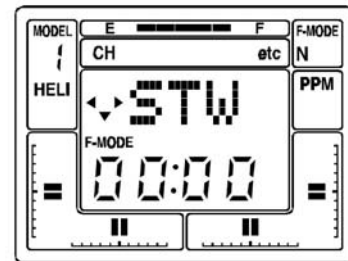 MODEL E F F-MODE
1 CH etc N
HELI STW PPM
F-MODE
00:00